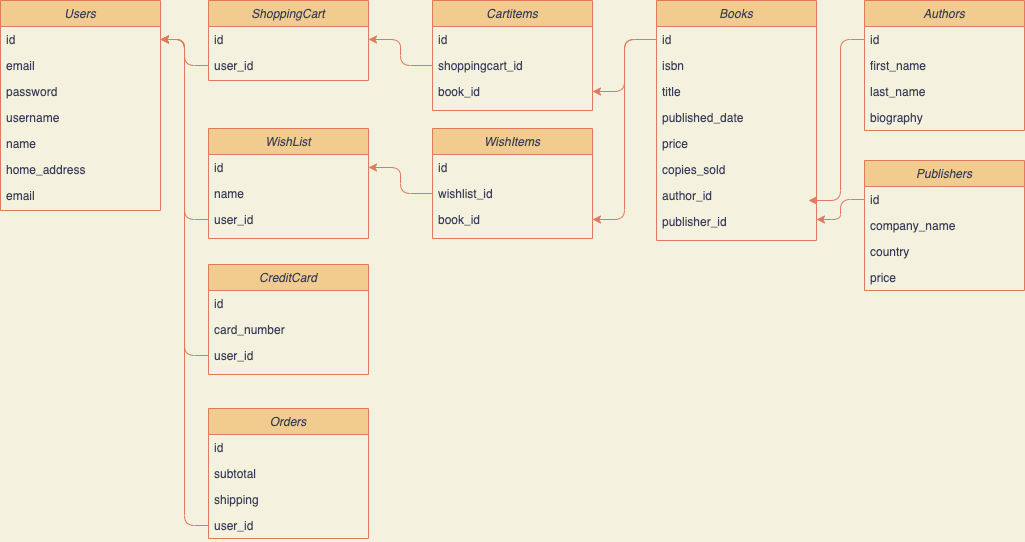 Users
id
email
password
username
name
home_address
email
ShoppingCart
id
user_id
WishList
id
name
user_id
CreditCard
id
card_number
user_id
Orders
id
subtotal
shipping
user_id
Cartitems
id
shoppingcart_id
book_id
WishItems
id
wishlist_id
book_id
Books
id
isbn
title
published_date
price
copies_sold
author_id
publisher_id
Authors
id
first_name
last_name
biography
Publishers
id
company_name
country
price